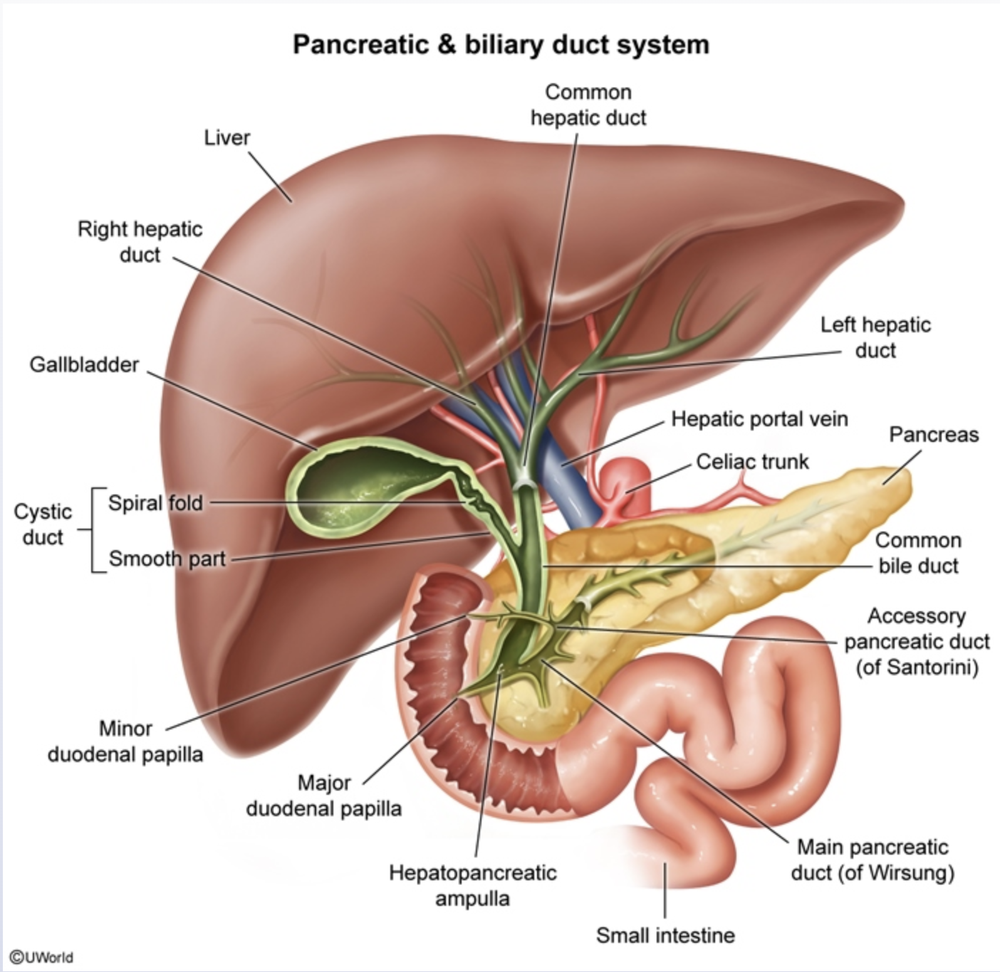 Pancreatic & biliary duct system
Common
hepatic duct
Liver
Right hepatic
duct
Left hepatic
duct
Gallbladder
Hepatic portal vein
Pancreas
Celiac trunk
Cystic
duct
Spiral fold
Smooth part
Common
bile duct
Accessory
pancreatic duct
(of Santorini)
Minor
duodenal papilla
Major
duodenal papilla
Main pancreatic
duct (of Wirsung)
Hepatopancreatic
ampulla
Small intestine
©UWorld